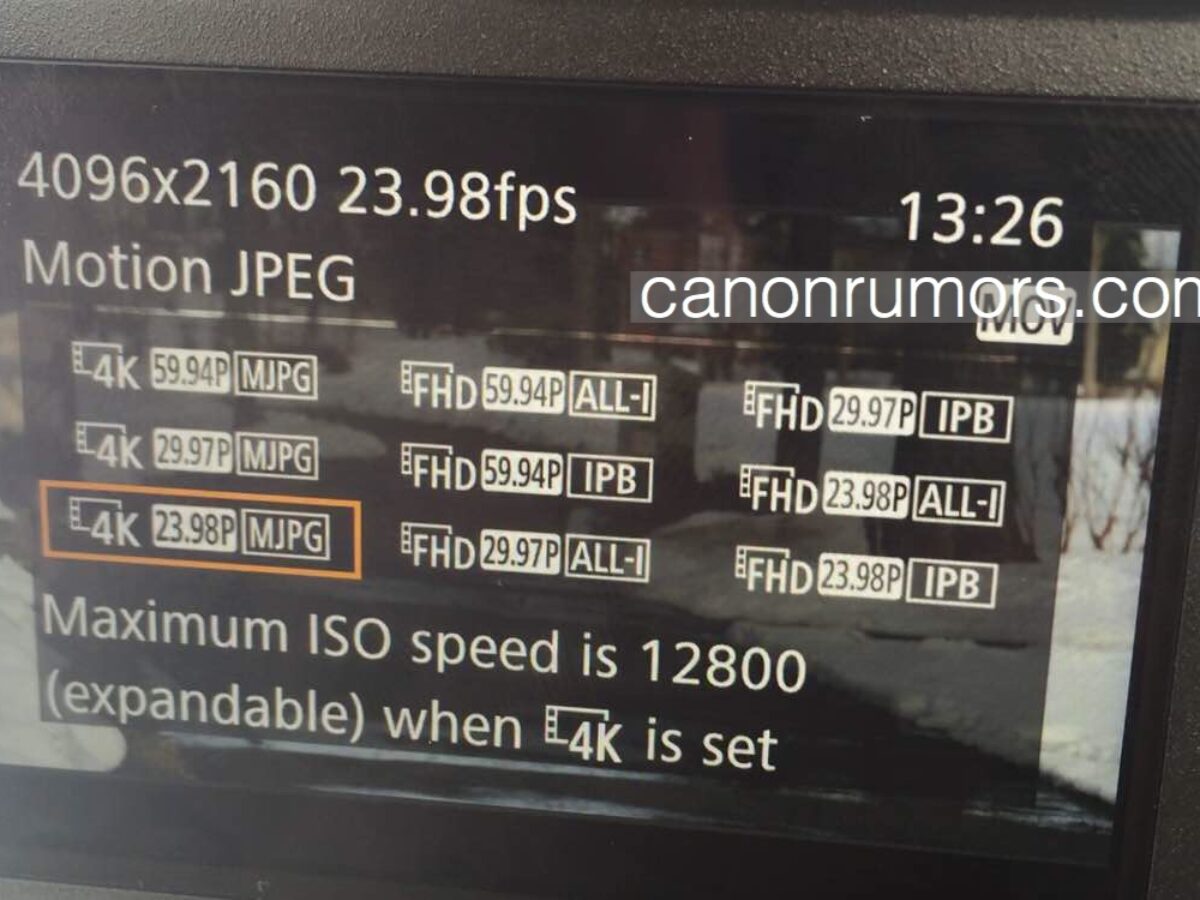 4096x2160 23.98fps 13:26
Motion JPEG
canonrumors.com
MOV
4K 59.94P MJPG FHD 59.94P ALL-I FHD 29.97P IPB
4K 29.97P MJPG FHD 59.94P IPB FHD 23.98P ALL-I
4K 23.98P MJPG FHD 29.97P ALL-I FHD 23.98P IPB
Maximum ISO speed is 12800
(expandable) when 4K is set